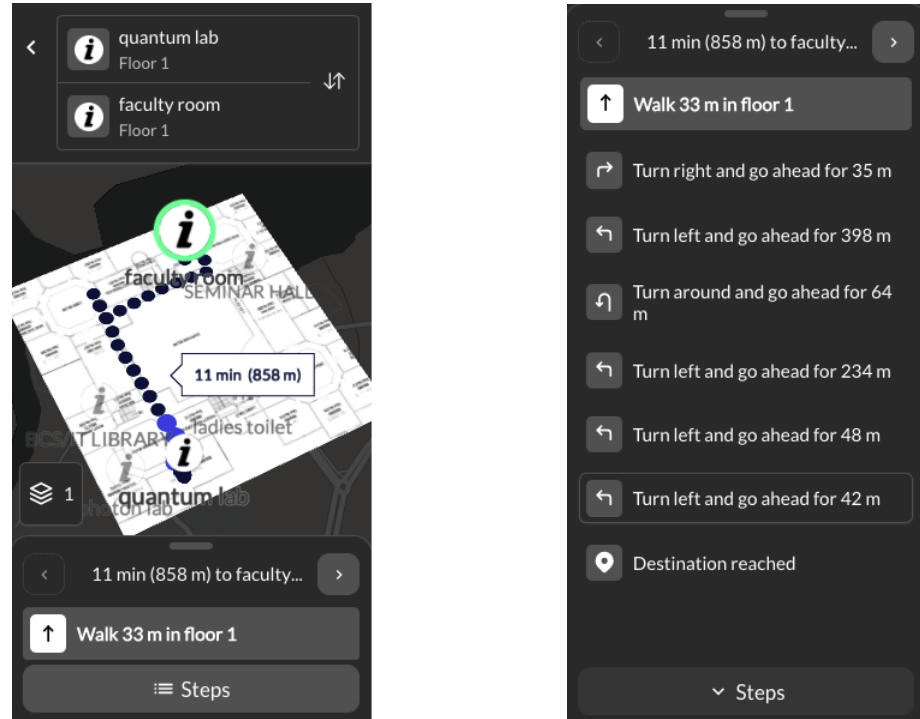 quantum lab
Floor 1
faculty room
Floor 1
faculty room
SEMINAR HALL
11 min (858 m)
ladies toilet
BCS/IT LIBRARY
1
quantum lab
photon lab
11 min (858 m) to faculty...
Walk 33 m in floor 1
Steps
11 min (858 m) to faculty...
Walk 33 m in floor 1
Turn right and go ahead for 35 m
Turn left and go ahead for 398 m
Turn around and go ahead for 64
m
Turn left and go ahead for 234 m
Turn left and go ahead for 48 m
Turn left and go ahead for 42 m
Destination reached
Steps